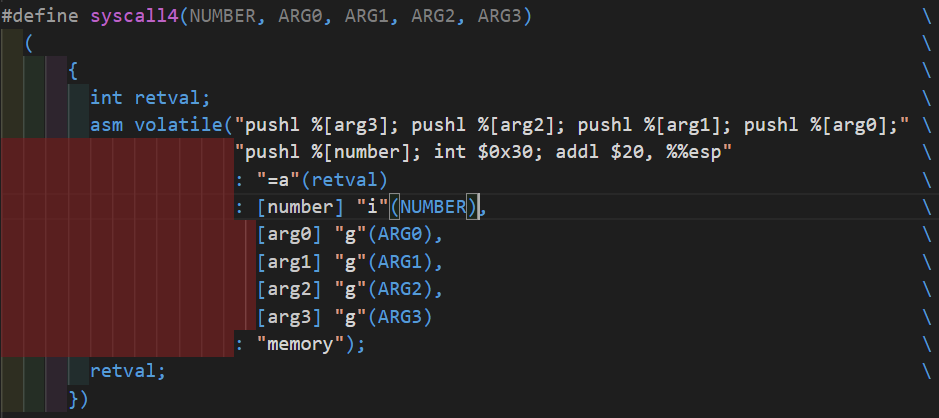 #define syscall4(NUMBER, ARG0, ARG1, ARG2, ARG3) \
( \
{ \
int retval; \
asm volatile("pushl %[arg3]; pushl %[arg2]; pushl %[arg1]; pushl %[arg0];" \
"pushl %[number]; int $0x30; addl $20, %%esp" \
: "=a"(retval) \
: [number] "i"(NUMBER), \
[arg0] "g"(ARG0), \
[arg1] "g"(ARG1), \
[arg2] "g"(ARG2), \
[arg3] "g"(ARG3) \
: "memory"); \
retval; \
})